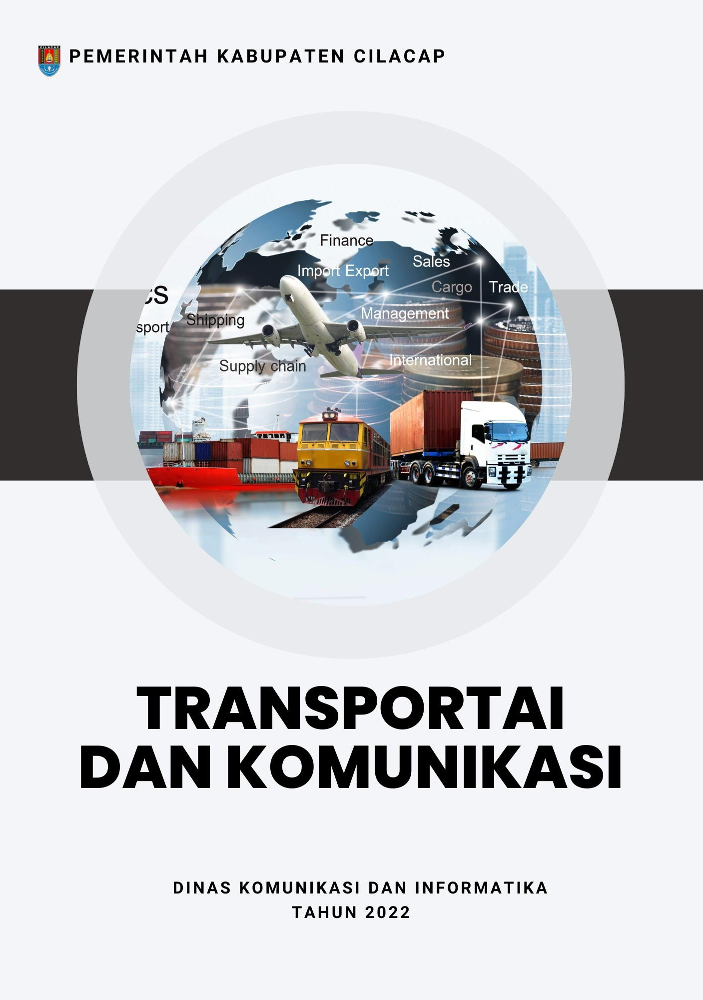 CILACAP
PEMERINTAH KABUPATEN CILACAP
Finance
Sales
Import Export
Cargo
Trade
cs
Management
Shipping
sport
International
Supply chain
TRANSPORTAI
DAN KOMUNIKASI
DINAS KOMUNIKASI DAN INFORMATIKA
TAHUN 2022